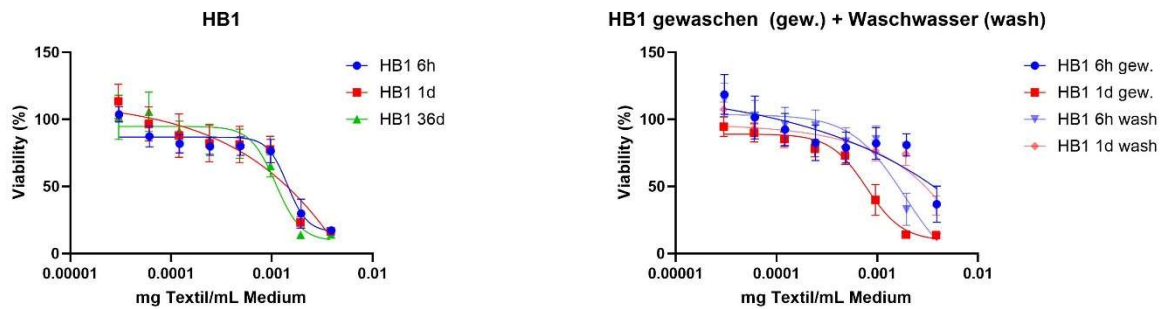 HB1
150
100
50
0
Viability (%)
0.00001
0.0001
0.001
0.01
mg Textil/mL Medium
HB1 6h
HB1 1d
HB1 36d
HB1 gewaschen (gew.) + Waschwasser (wash)
150
100
50
0
Viability (%)
0.00001
0.0001
0.001
0.01
mg Textil/mL Medium
HB1 6h gew.
HB1 1d gew.
HB1 6h wash
HB1 1d wash